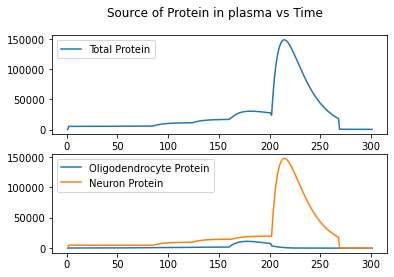 Source of Protein in plasma vs Time
150000
100000
50000
0
Total Protein
0 50 100 150 200 250 300
150000
100000
50000
0
Oligodendrocyte Protein
Neuron Protein
0 50 100 150 200 250 300